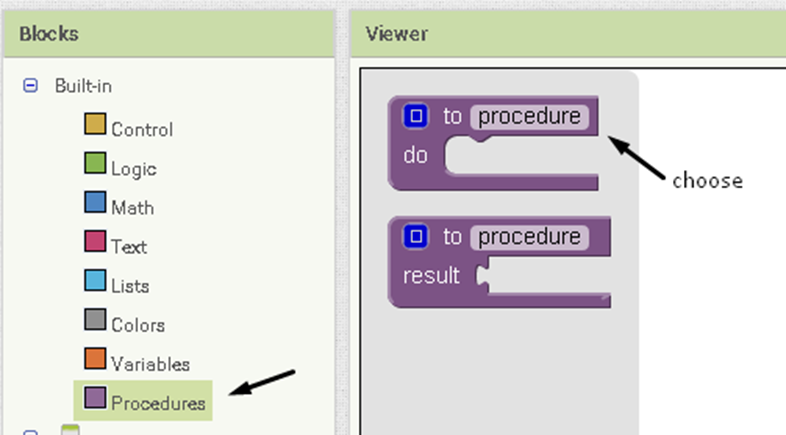 Blocks
Built-in
Control
Logic
Math
Text
Lists
Colors
Variables
Procedures
Viewer
to procedure
do
choose
to procedure
result